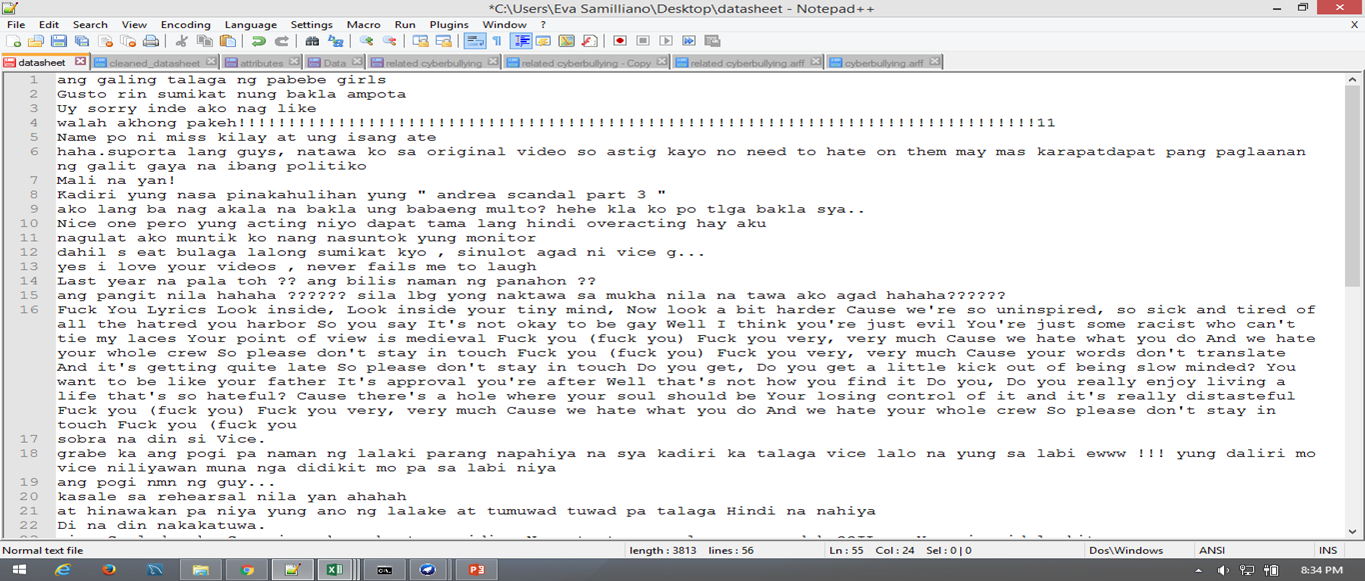 *C:\Users\Eva Samilliano\Desktop\datasheet - Notepad++
File Edit Search View Encoding Language Settings Macro Run Plugins Window ? X
datasheet cleaned_datasheet attributes Data related cyberbullying related cyberbullying - Copy related cyberbullying.arff cyberbullying.arff
1 ang galing talaga ng pabebe girls
2 Gusto rin sumikat nung bakla ampota
3 Uy sorry inde ako nag like
4 walah akhong pakeh!!!!!!!!!!!!!!!!!!!!!!!!!!!!!!!!!!!!!!!!!!!!!!!!!!!!!!!!!!!!!!!!!!!!!!!!!!!!!!!!!!11
5 Name po ni miss kilay at ung isang ate
6 haha.suporta lang guys, natawa ko sa original video so astig kayo no need to hate on them may mas karapatdapat pang paglaanan
ng galit gaya na ibang politiko
7 Mali na yan!
8 Kadiri yung nasa pinakahulihan yung " andrea scandal part 3 "
9 ako lang ba nag akala na bakla ung babaeng multo? hehe kla ko po tlga bakla sya..
10 Nice one pero yung acting niyo dapat tama lang hindi overacting hay aku
11 nagulat ako muntik ko nang nasuntok yung monitor
12 dahil s eat bulaga lalong sumikat kyo , sinulot agad ni vice g...
13 yes i love your videos , never fails me to laugh
14 Last year na pala toh ?? ang bilis naman ng panahon ??
15 ang pangit nila hahaha ?????? sila lbg yong naktawa sa mukha nila na tawa ako agad hahaha??????
16 Fuck You Lyrics Look inside, Look inside your tiny mind, Now look a bit harder Cause we're so uninspired, so sick and tired of
all the hatred you harbor So you say It's not okay to be gay Well I think you're just evil You're just some racist who can't
tie my laces Your point of view is medieval Fuck you (fuck you) Fuck you very, very much Cause we hate what you do And we hate
your whole crew So please don't stay in touch Fuck you (fuck you) Fuck you very, very much Cause your words don't translate
And it's getting quite late So please don't stay in touch Do you get, Do you get a little kick out of being slow minded? You
want to be like your father It's approval you're after Well that's not how you find it Do you, Do you really enjoy living a
life that's so hateful? Cause there's a hole where your soul should be Your losing control of it and it's really distasteful
Fuck you (fuck you) Fuck you very, very much Cause we hate what you do And we hate your whole crew So please don't stay in
touch Fuck you (fuck you
17 sobra na din si Vice.
18 grabe ka ang pogi pa naman ng lalaki parang napahiya na sya kadiri ka talaga vice lalo na yung sa labi ewww !!! yung daliri mo
vice niliyawan muna nga didikit mo pa sa labi niya
19 ang pogi nmn ng guy...
20 kasale sa rehearsal nila yan ahahah
21 at hinawakan pa niya yung ano ng lalake at tumuwad tuwad pa talaga Hindi na nahiya
22 Di na din nakakatuwa.
Normal text file length : 3813 lines : 56 Ln : 55 Col : 24 Sel : 0 | 0 Dos\Windows ANSI INS
8:34 PM